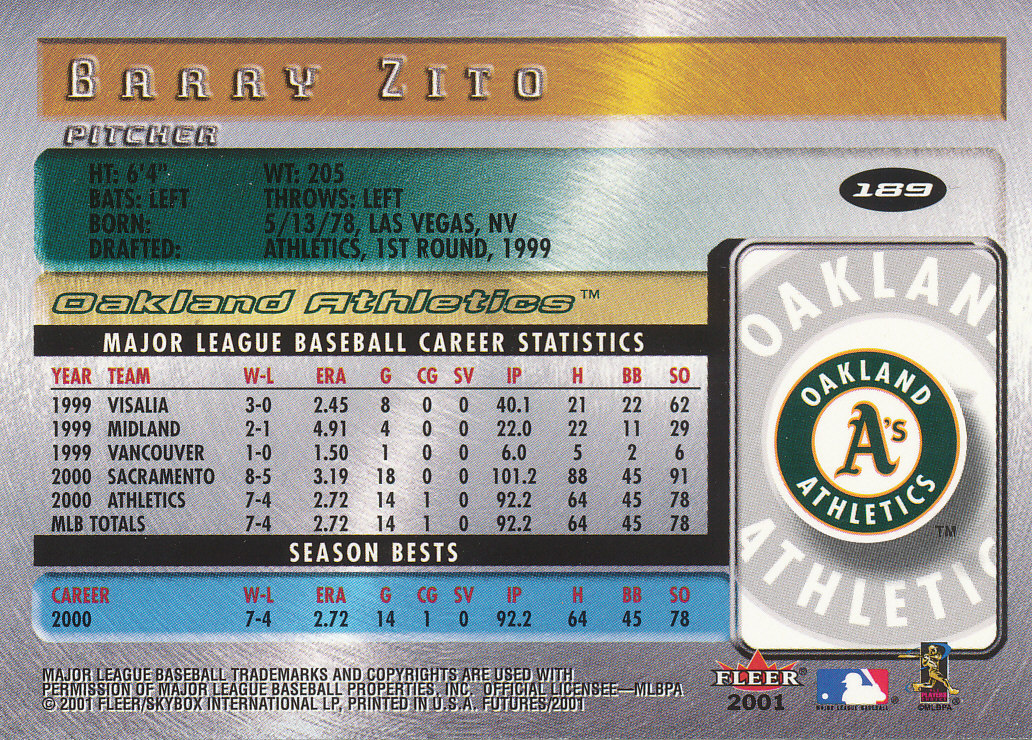 BARRY ZITO
PITCHER
HT: 6'4" WT: 205
BATS: LEFT THROWS: LEFT
BORN: 5/13/78, LAS VEGAS, NV
DRAFTED: ATHLETICS, 1ST ROUND, 1999
189
Oakland Athletics™
MAJOR LEAGUE BASEBALL CAREER STATISTICS
YEAR TEAM W-L ERA G CG SV IP H BB SO
1999 VISALIA 3-0 2.45 8 0 0 40.1 21 22 62
1999 MIDLAND 2-1 4.91 4 0 0 22.0 22 11 29
1999 VANCOUVER 1-0 1.50 1 0 0 6.0 5 2 6
2000 SACRAMENTO 8-5 3.19 18 0 0 101.2 88 45 91
2000 ATHLETICS 7-4 2.72 14 1 0 92.2 64 45 78
MLB TOTALS 7-4 2.72 14 1 0 92.2 64 45 78
SEASON BESTS
CAREER W-L ERA G CG SV IP H BB SO
2000 7-4 2.72 14 1 0 92.2 64 45 78
OAKLAN
OAKLAND
A's
ATHLETICS
TM
ATHLETIC
MAJOR LEAGUE BASEBALL TRADEMARKS AND COPYRIGHTS ARE USED WITH
PERMISSION OF MAJOR LEAGUE BASEBALL PROPERTIES, INC. OFFICIAL LICENSEE—MLBPA
© 2001 FLEER/SKYBOX INTERNATIONAL LP, PRINTED IN U.S.A. FUTURES/2001
FLEER®
2001
MAJOR LEAGUE BASEBALL
®
PLAYERS
©MLBPA